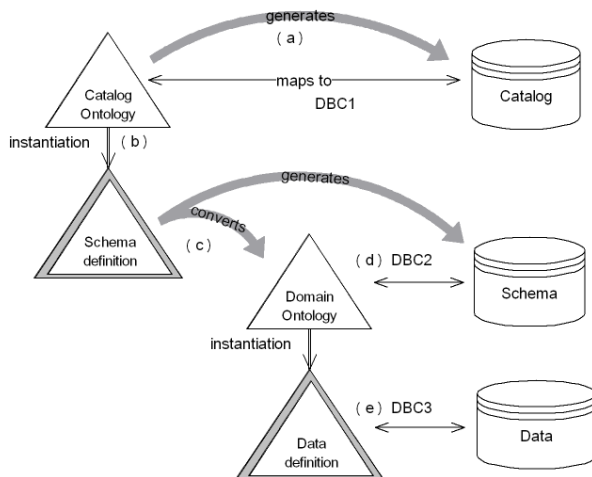 generates
( a )
maps to
DBC1
Catalog
Ontology
Catalog
instantiation
( b )
generates
converts
( c )
Schema
definition
( d ) DBC2
Domain
Ontology
Schema
instantiation
( e ) DBC3
Data
definition
Data